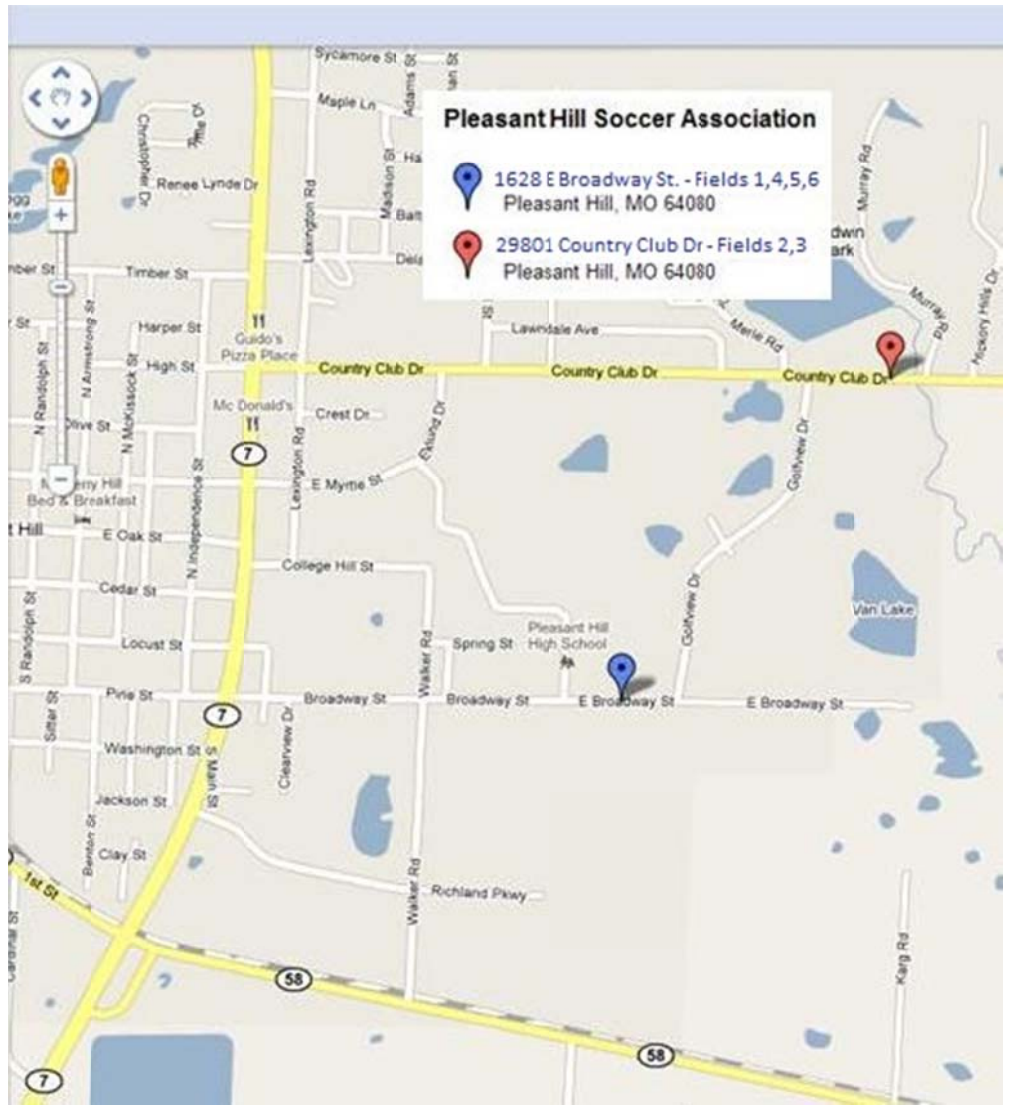 Sycamore St
Adams St
Maple Ln
Christopher Dr
Renee Lynde Dr
Madison St
Lexington Rd
Murray Rd
Pleasant Hill Soccer Association
1628 E Broadway St. - Fields 1,4,5,6
Pleasant Hill, MO 64080
29801 Country Club Dr - Fields 2,3
Pleasant Hill, MO 64080
Timber St
Harper St
Guido's
Pizza Place
High St
N Randolph St
N Armstrong St
N McKissock St
Lawndale Ave
Merle Rd
Murray Rd
Hickory Hills Dr
Country Club Dr
Country Club Dr
Country Club Dr
Mc Donald's
Crest Dr
Eklund Dr
Golfview Dr
7
Lexington Rd
Bed & Breakfast
E Oak St
N Independence St
College Hill St
Cedar St
Van Lake
S Randolph St
Locust St
Walker Rd
Spring St
Pleasant Hill
High School
Golfview Dr
Pine St
Broadway St
Broadway St
E Broadway St
E Broadway St
7
Washington St
S Main St
Clearview Dr
Jackson St
Benton St
Clay St
1st St
Richland Pkwy
Walker Rd
Karg Rd
58
58
7